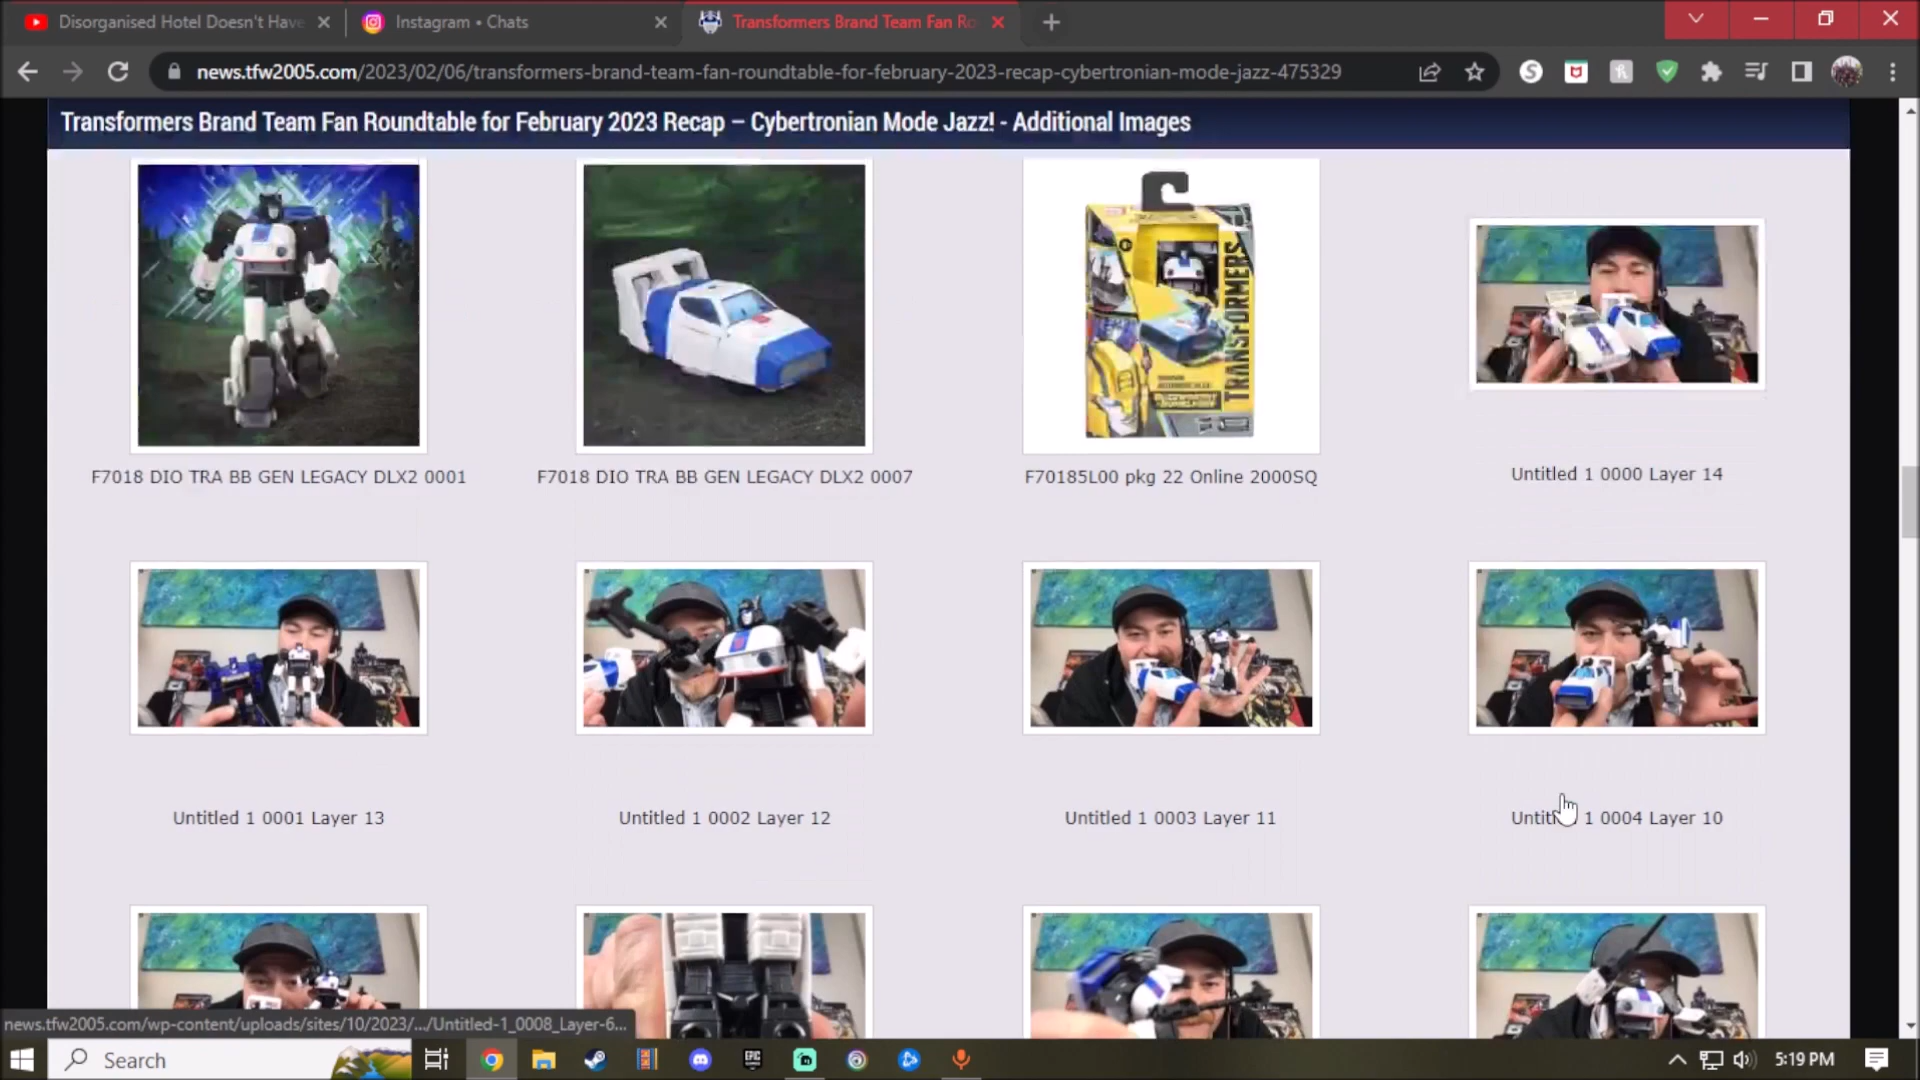 Disorganised Hotel Doesn't Have
Instagram • Chats
Transformers Brand Team Fan Ro
news.tfw2005.com/2023/02/06/transformers-brand-team-fan-roundtable-for-february-2023-recap-cybertronian-mode-jazz-475329
Transformers Brand Team Fan Roundtable for February 2023 Recap – Cybertronian Mode Jazz! - Additional Images
TRANSFORMERS
F7018 DIO TRA BB GEN LEGACY DLX2 0001
F7018 DIO TRA BB GEN LEGACY DLX2 0007
F70185L00 pkg 22 Online 2000SQ
Untitled 1 0000 Layer 14
Untitled 1 0001 Layer 13
Untitled 1 0002 Layer 12
Untitled 1 0003 Layer 11
1 0004 Layer 10
news.tfw2005.com/wp-content/uploads/sites/10/2023/.../Untitled-1_0008_Layer-6...
Search
EPIC
5:19 PM